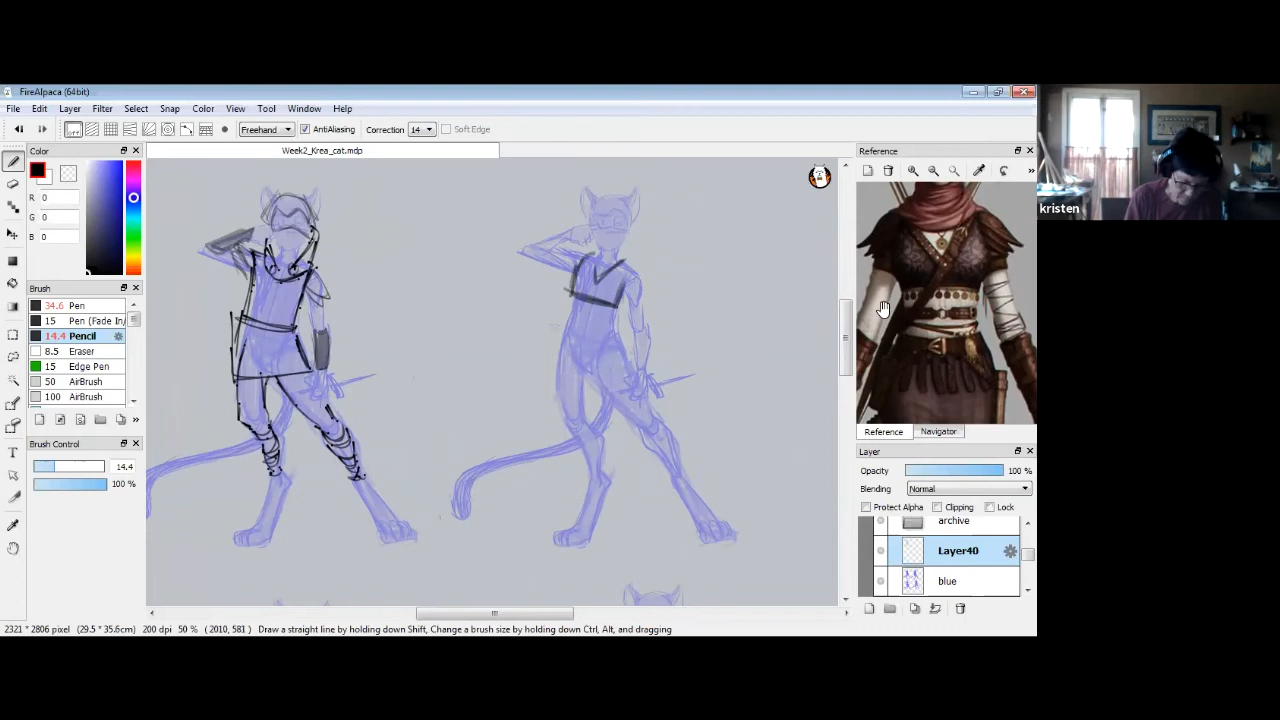 FireAlpaca (64bit)
File Edit Layer Filter Select Snap Color View Tool Window Help
off Freehand AntiAliasing Correction 14 Soft Edge
Color
R 0
G 0
B 0
Brush
34.6 Pen
15 Pen (Fade In/
14.4 Pencil
8.5 Eraser
15 Edge Pen
50 AirBrush
100 AirBrush
Brush Control
14.4
100 %
T
Week2_Krea_cat.mdp
Reference
Reference Navigator
Layer
Opacity 100 %
Blending Normal
Protect Alpha Clipping Lock
archive
Layer40
blue
2321 * 2806 pixel (29.5 * 35.6cm) 200 dpi 50 % ( 2010, 581 ) Draw a straight line by holding down Shift, Change a brush size by holding down Ctrl, Alt, and dragging
kristen